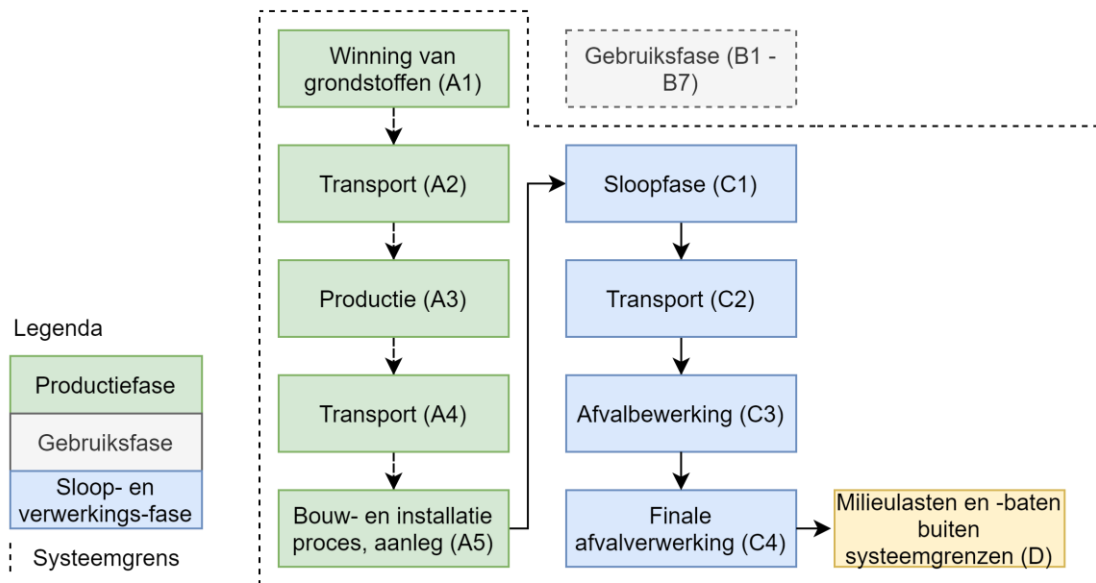 Winning van
grondstoffen (A1)
Transport (A2)
Productie (A3)
Transport (A4)
Bouw- en installatie
proces, aanleg (A5)
Gebruiksfase (B1 -
B7)
Sloopfase (C1)
Transport (C2)
Afvalbewerking (C3)
Finale
afvalverwerking (C4)
Milieulasten en -baten
buiten
systeemgrenzen (D)
Legenda
Productiefase
Gebruiksfase
Sloop- en
verwerkings-fase
Systeemgrens